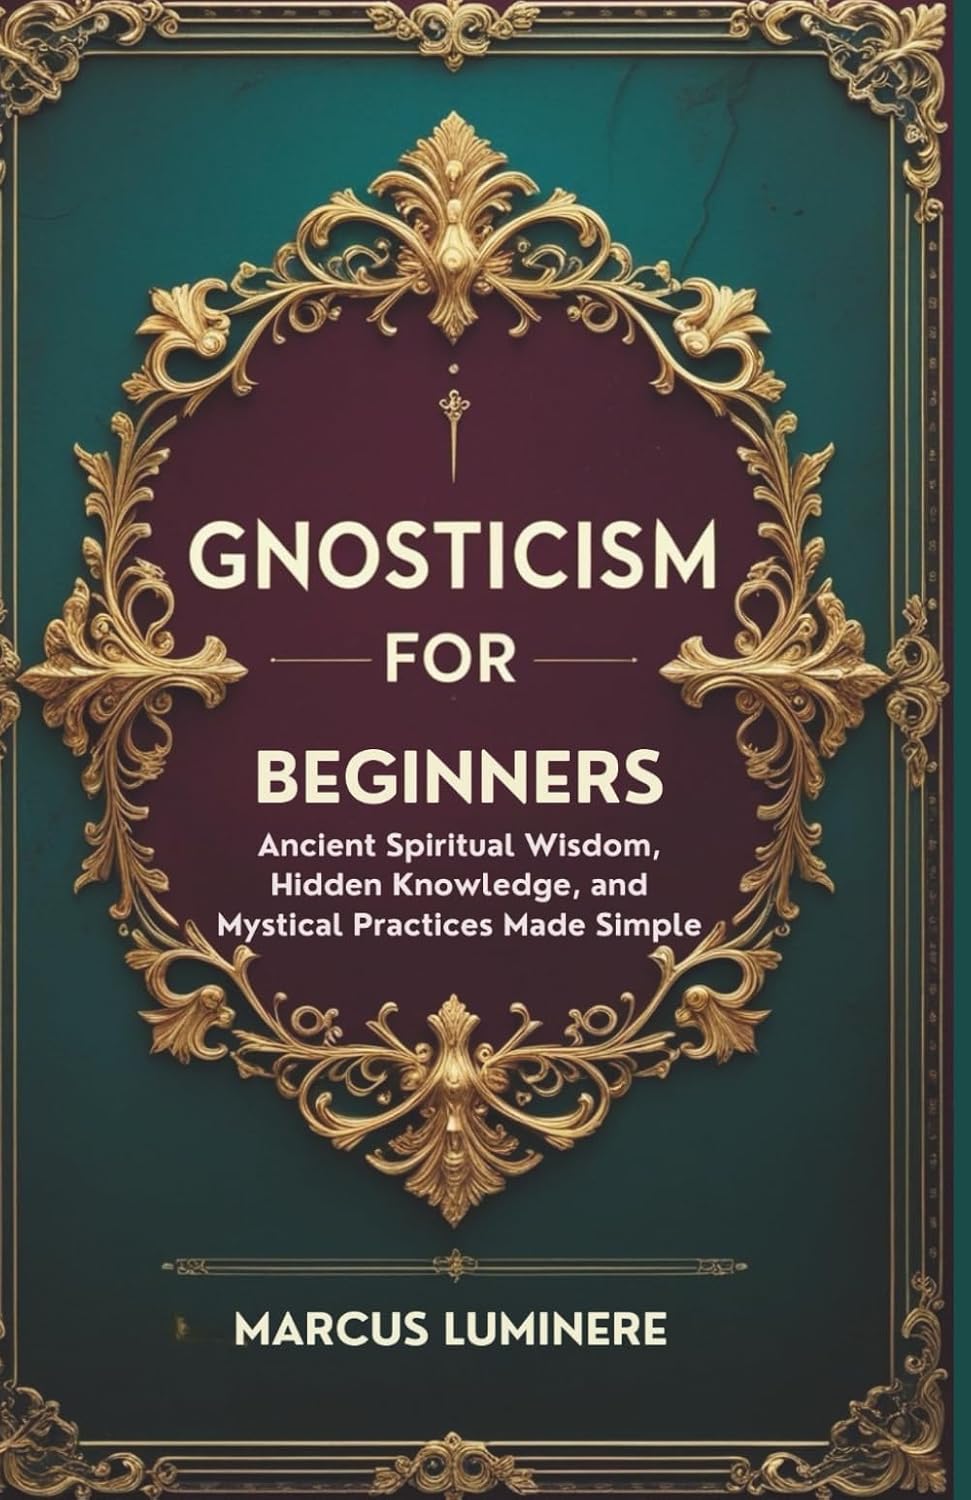 GNOSTICISM
FOR
BEGINNERS
Ancient Spiritual Wisdom,
Hidden Knowledge, and
Mystical Practices Made Simple
MARCUS LUMINERE